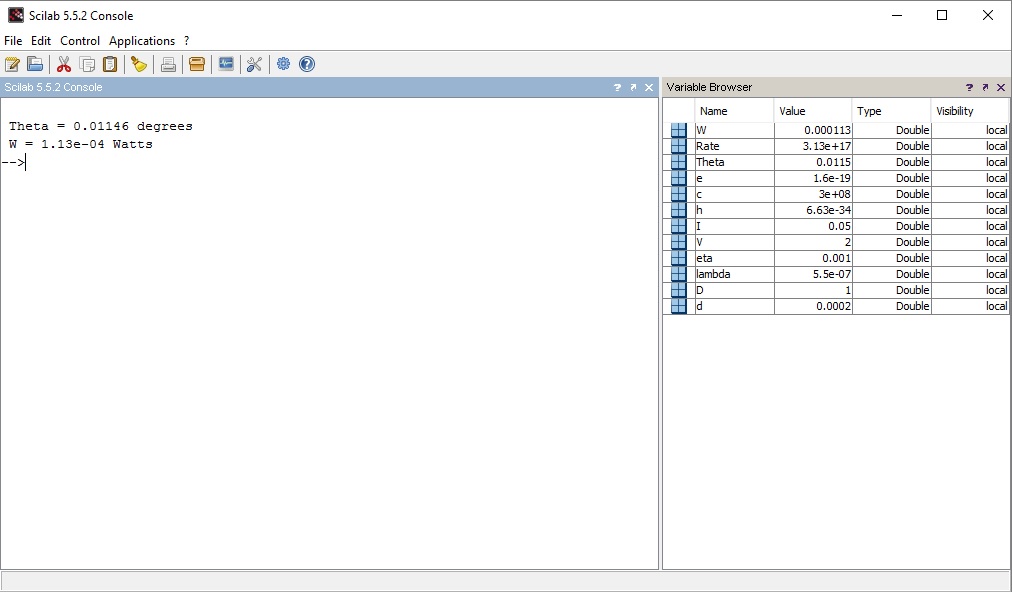 Scilab 5.5.2 Console
File Edit Control Applications ?
Scilab 5.5.2 Console
Theta = 0.01146 degrees
W = 1.13e-04 Watts
-->
Variable Browser
Name Value Type Visibility
W 0.000113 Double local
Rate 3.13e+17 Double local
Theta 0.0115 Double local
e 1.6e-19 Double local
c 3e+08 Double local
h 6.63e-34 Double local
I 0.05 Double local
V 2 Double local
eta 0.001 Double local
lambda 5.5e-07 Double local
D 1 Double local
d 0.0002 Double local